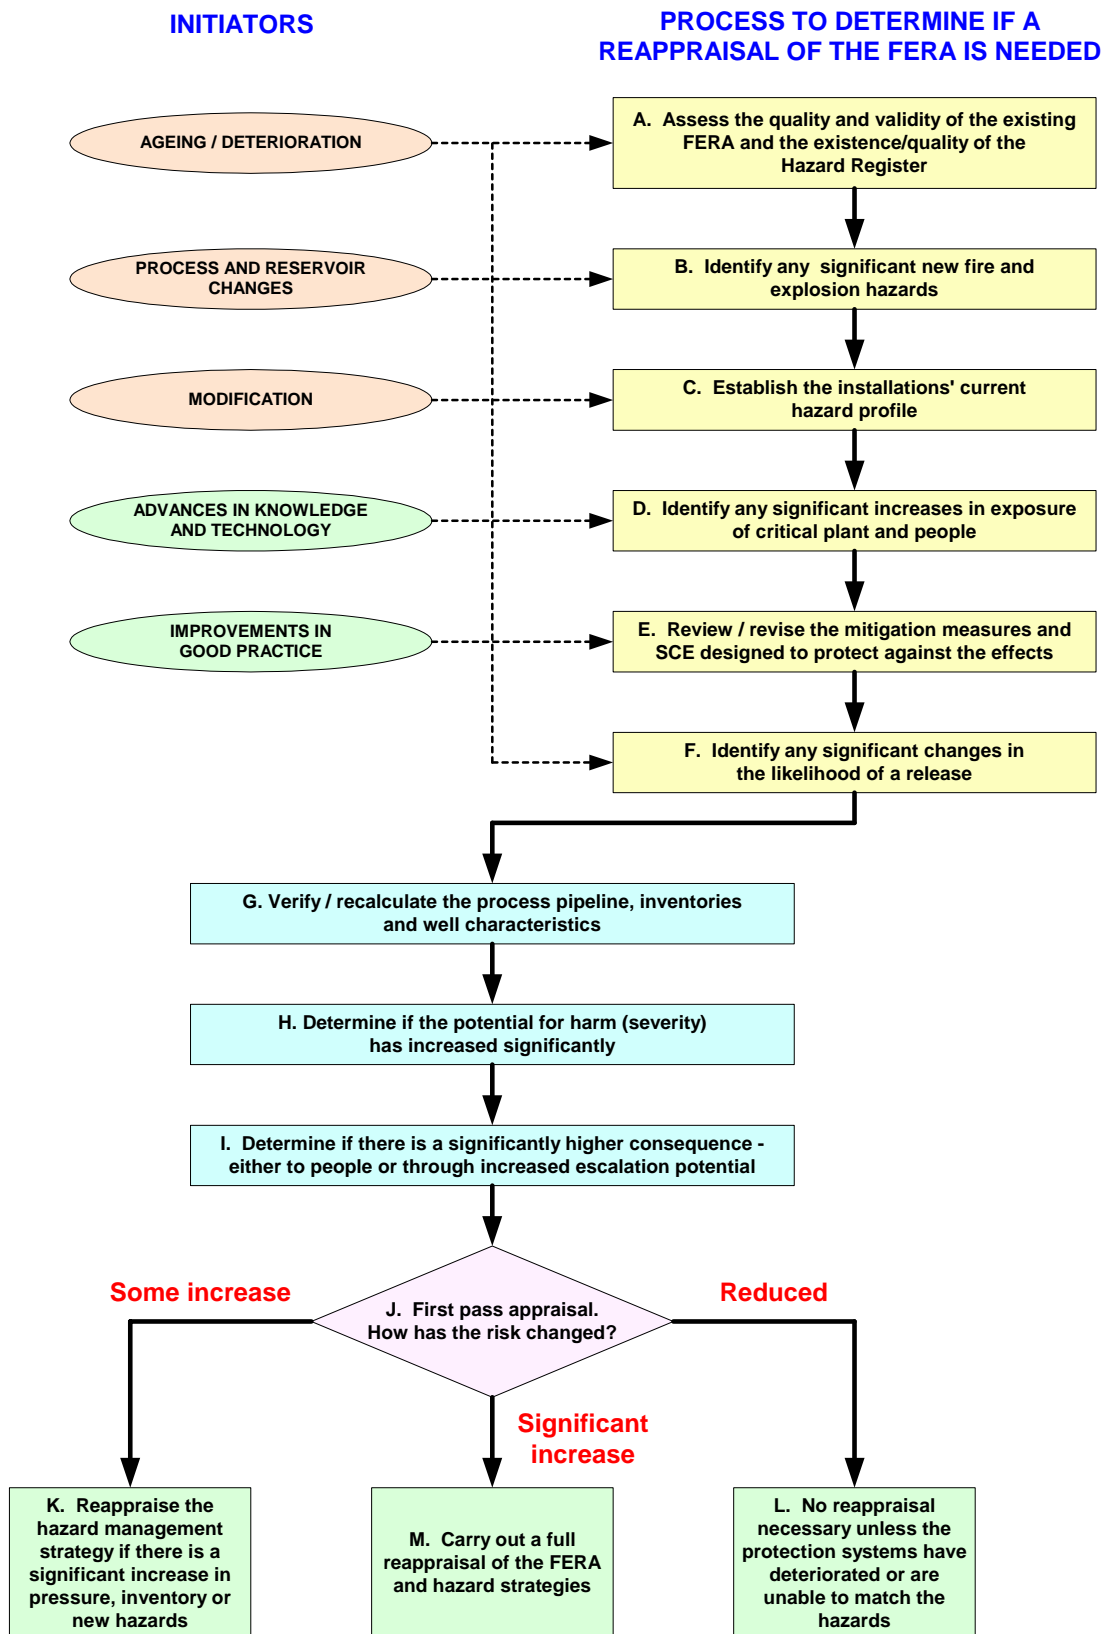 INITIATORS
PROCESS TO DETERMINE IF A
REAPPRAISAL OF THE FERA IS NEEDED
AGEING / DETERIORATION
A. Assess the quality and validity of the existing
FERA and the existence/quality of the
Hazard Register
PROCESS AND RESERVOIR
CHANGES
B. Identify any significant new fire and
explosion hazards
MODIFICATION
C. Establish the installations' current
hazard profile
ADVANCES IN KNOWLEDGE
AND TECHNOLOGY
D. Identify any significant increases in exposure
of critical plant and people
IMPROVEMENTS IN
GOOD PRACTICE
E. Review / revise the mitigation measures and
SCE designed to protect against the effects
F. Identify any significant changes in
the likelihood of a release
G. Verify / recalculate the process pipeline, inventories
and well characteristics
H. Determine if the potential for harm (severity)
has increased significantly
I. Determine if there is a significantly higher consequence -
either to people or through increased escalation potential
J. First pass appraisal.
How has the risk changed?
Some increase
Reduced
Significant
increase
K. Reappraise the
hazard management
strategy if there is a
significant increase in
pressure, inventory or
new hazards
M. Carry out a full
reappraisal of the FERA
and hazard strategies
L. No reappraisal
necessary unless the
protection systems have
deteriorated or are
unable to match the
hazards